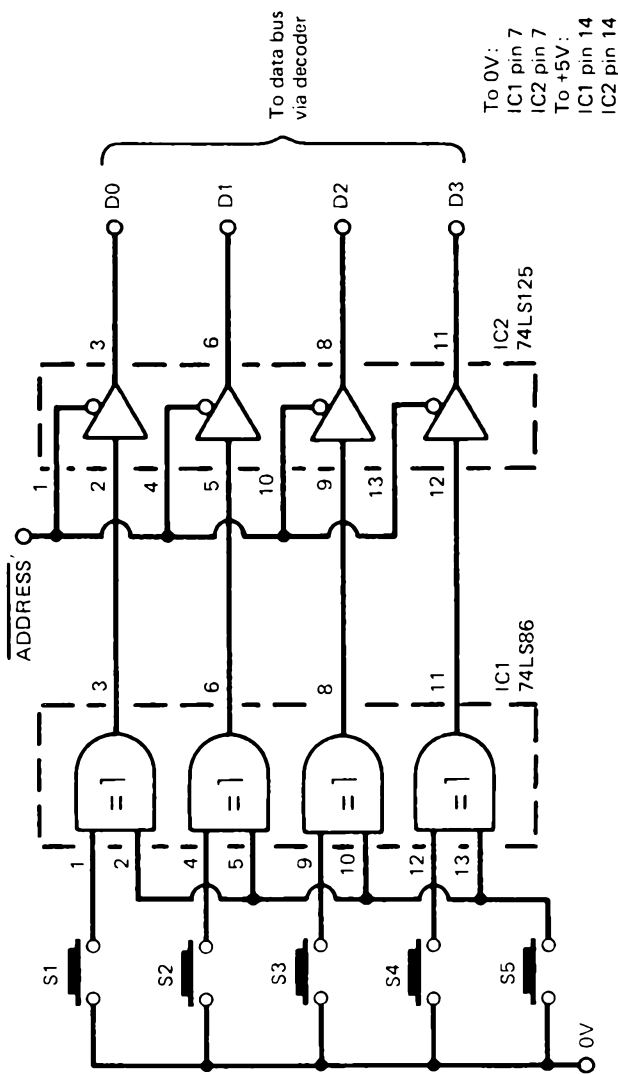 ADDRESS'
S1
S2
S3
S4
S5
0V
1
2
4
5
9
10
12
13
=1
=1
=1
=1
3
6
8
11
IC1
74LS86
1
2
4
5
10
9
13
12
3
6
8
11
IC2
74LS125
D0
D1
D2
D3
To data bus
via decoder
To 0V:
IC1 pin 7
IC2 pin 7
To +5V:
IC1 pin 14
IC2 pin 14